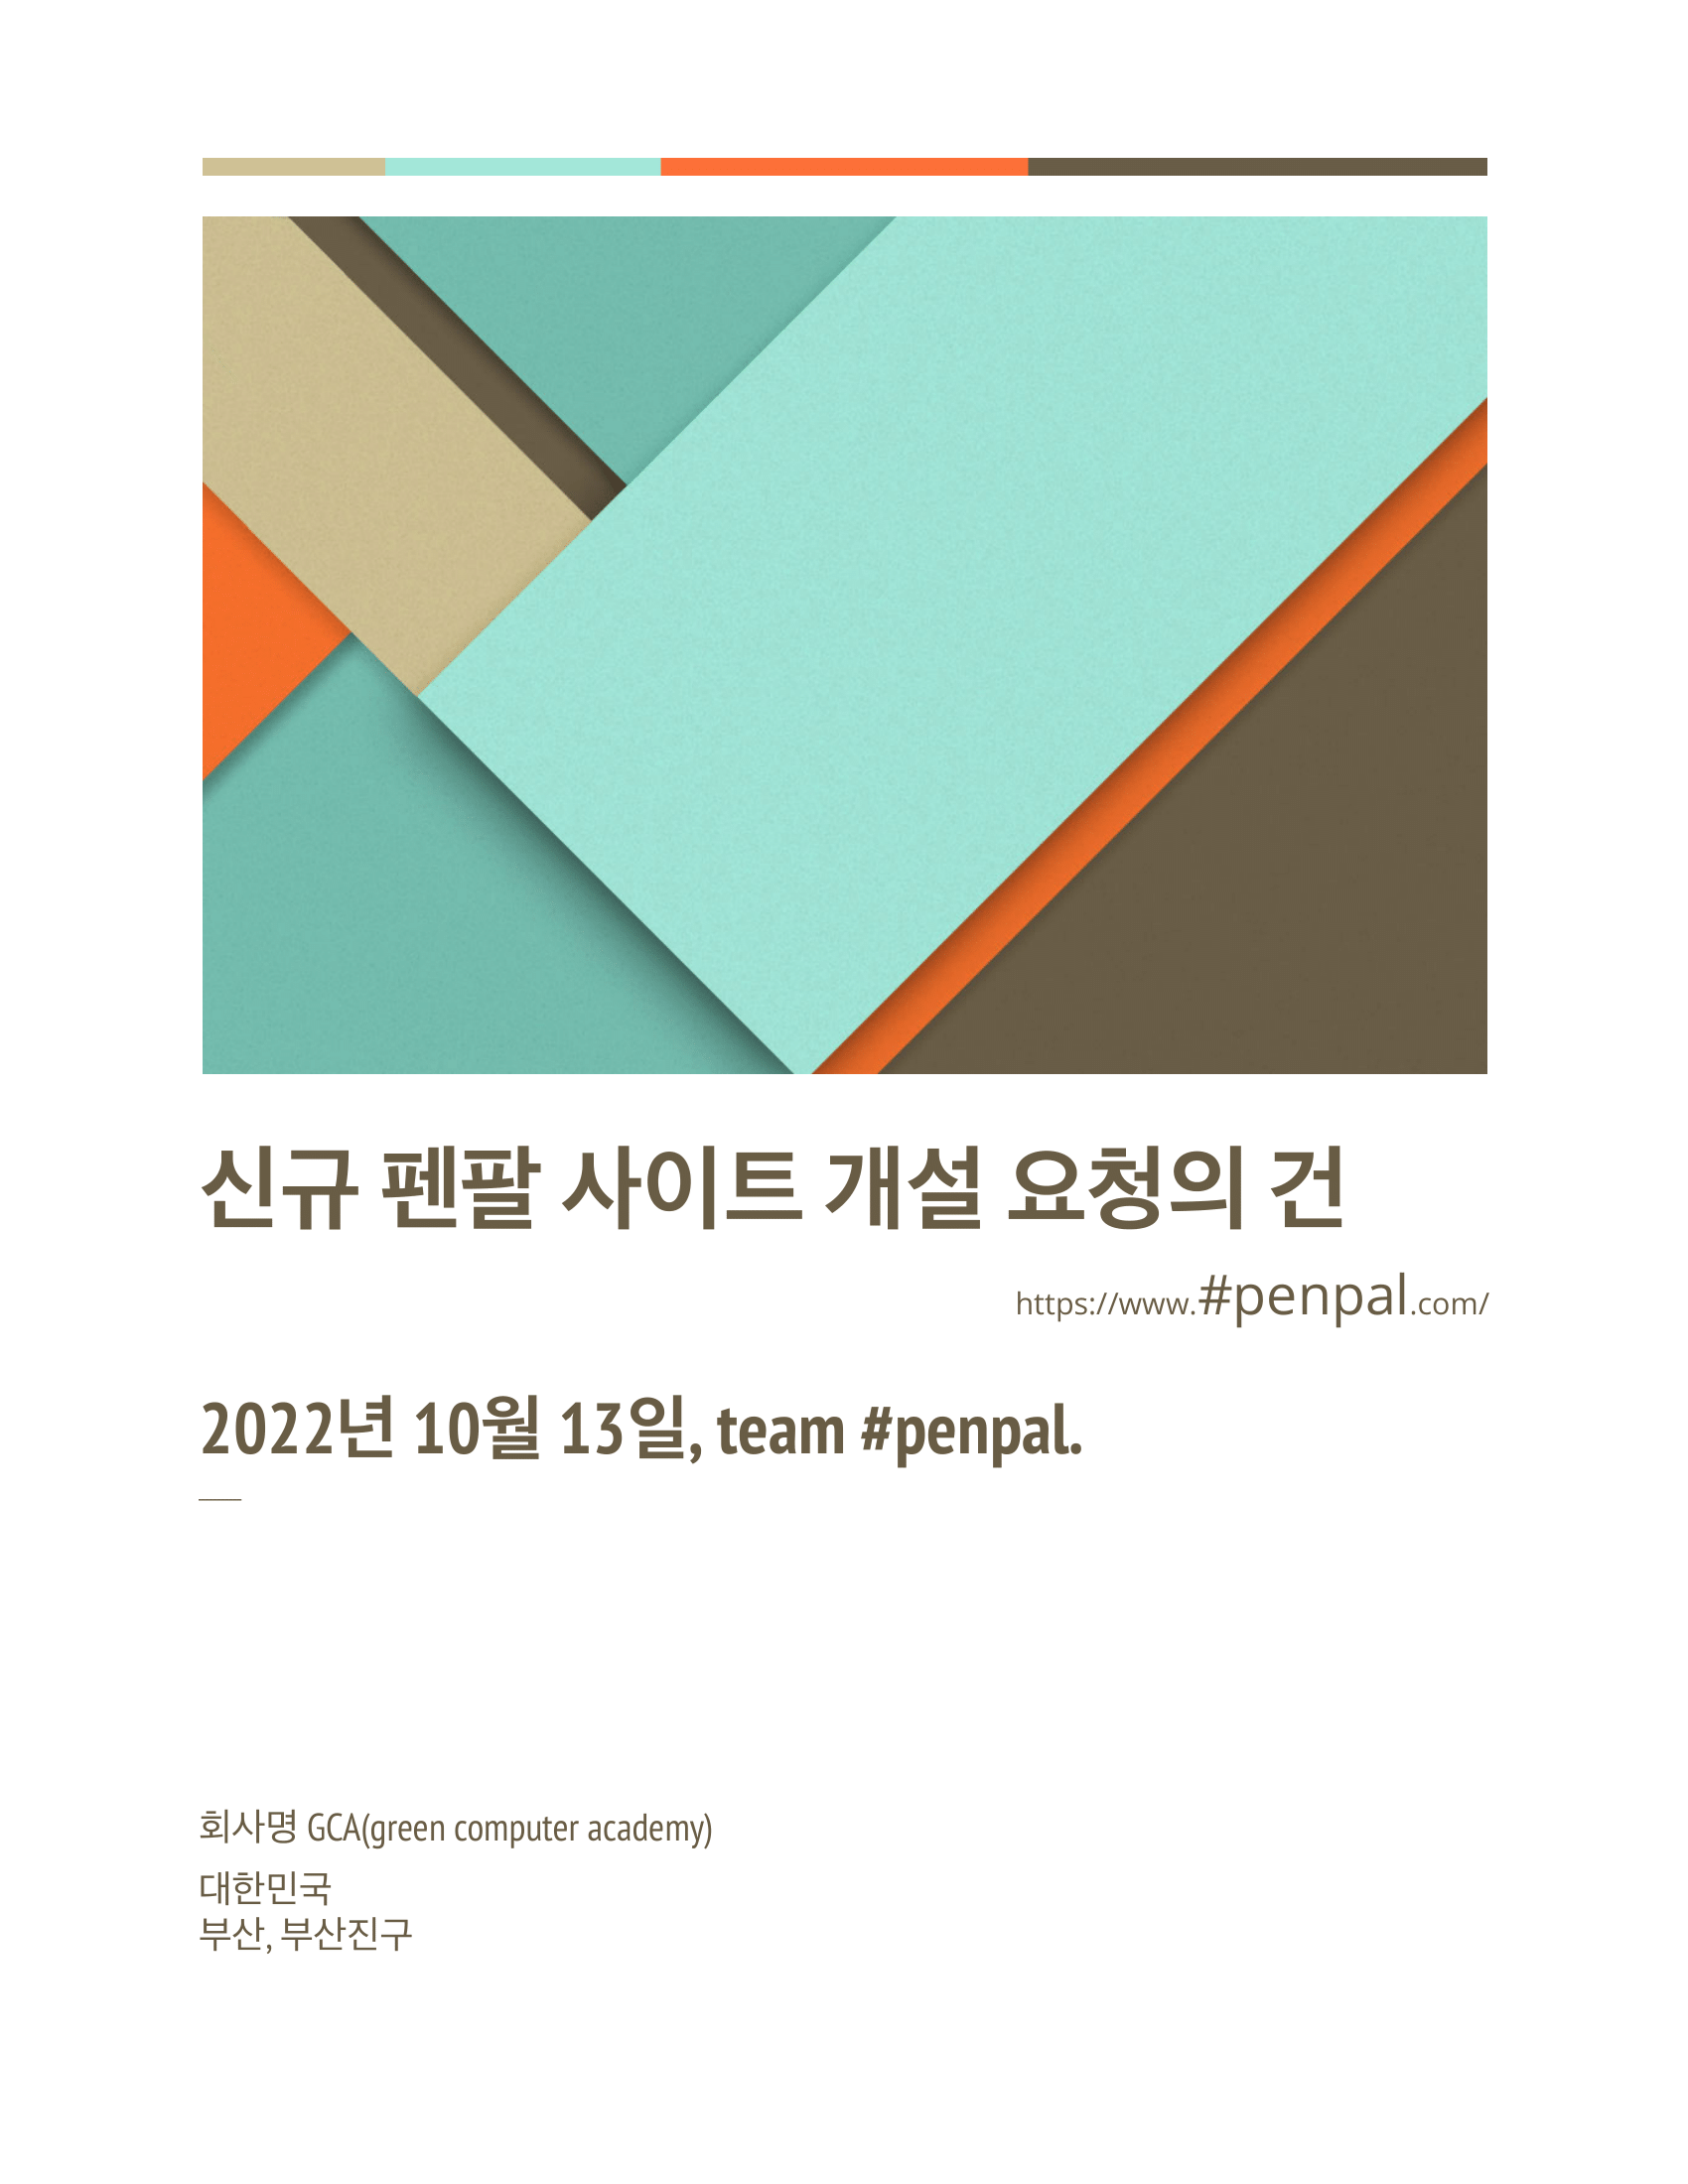 신규 펜팔 사이트 개설 요청의 건
https://www.#penpal.com/
2022년 10월 13일, team #penpal.
회사명 GCA(green computer academy)
대한민국
부산, 부산진구